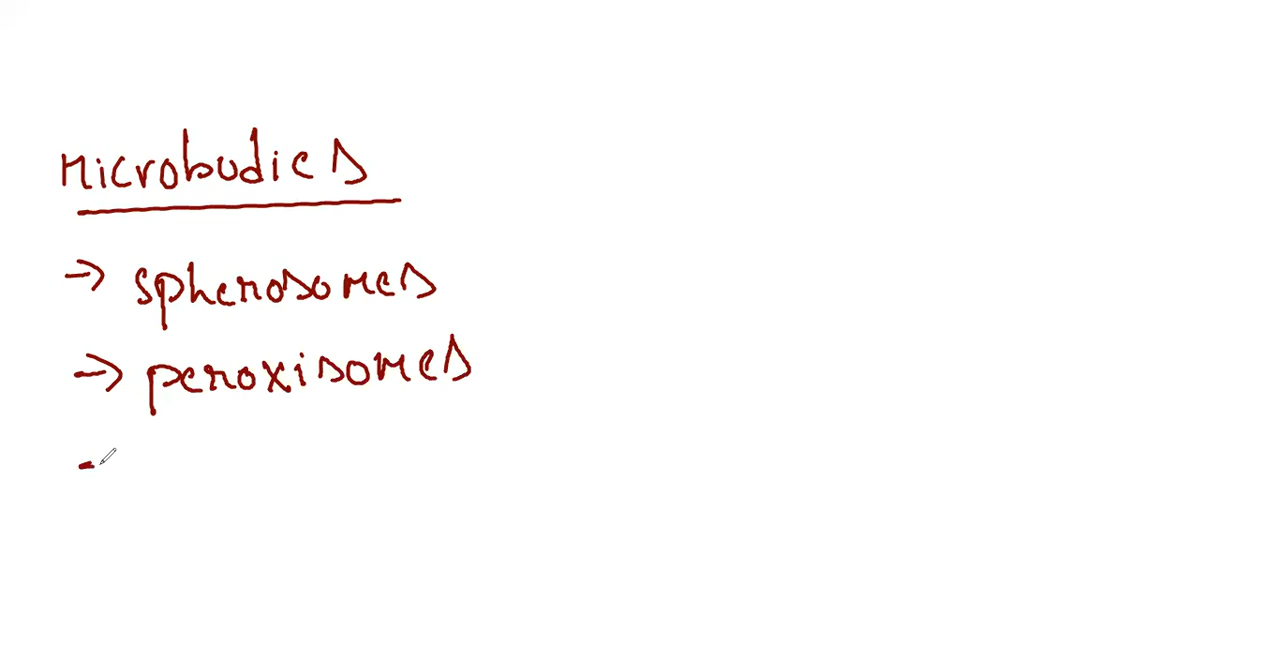 Microbodies
→ spherosomes
→ peroxisomes
-